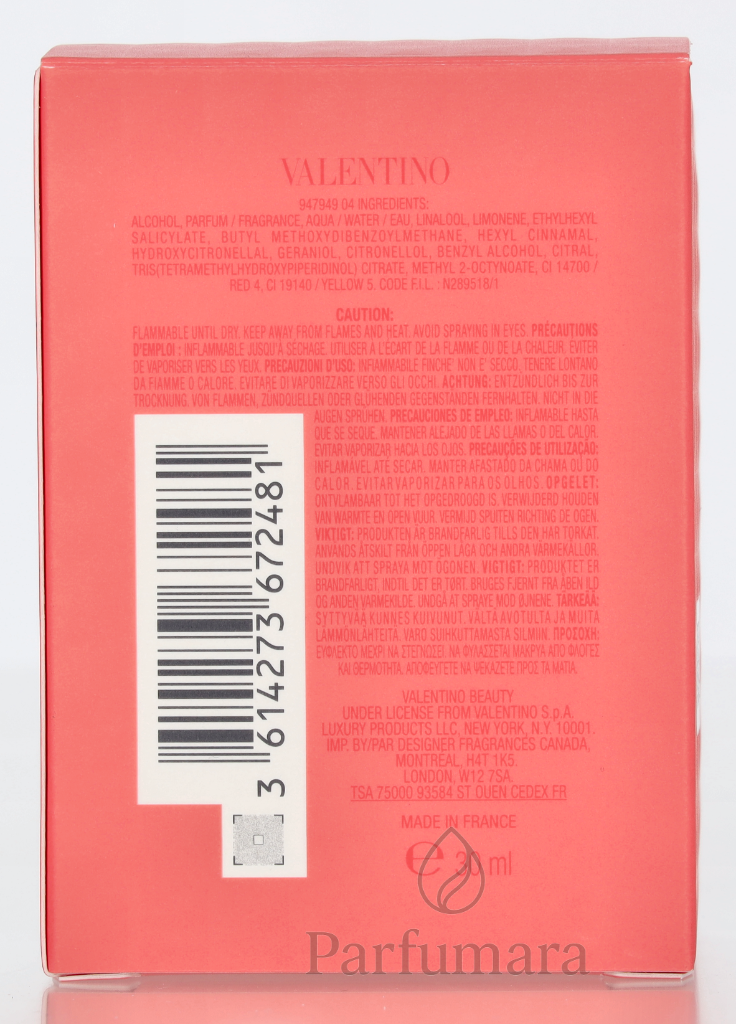 VALENTINO
947949 04 INGREDIENTS:
ALCOHOL, PARFUM / FRAGRANCE, AQUA / WATER / EAU, LINALOOL, LIMONENE, ETHYLHEXYL
SALICYLATE, BUTYL METHOXYDIBENZOYLMETHANE, HEXYL CINNAMAL,
HYDROXYCITRONELLAL, GERANIOL, CITRONELLOL, BENZYL ALCOHOL, CITRAL,
TRIS(TETRAMETHYLHYDROXYPIPERIDINOL) CITRATE, METHYL 2-OCTYNOATE, CI 14700 /
RED 4, CI 19140 / YELLOW 5. CODE F.I.L. : N289518/1
CAUTION:
FLAMMABLE UNTIL DRY. KEEP AWAY FROM FLAMES AND HEAT. AVOID SPRAYING IN EYES. PRÉCAUTIONS
D'EMPLOI : INFLAMMABLE JUSQU'À SÉCHAGE. UTILISER A L'ÉCART DE LA FLAMME OU DE LA CHALEUR. EVITER
DE VAPORISER VERS LES YEUX. PRECAUZIONI D'USO: INFIAMMABILE FINCHE' NON E' SECCO, TENERE LONTANO
DA FIAMME O CALORE. EVITARE DI VAPORIZZARE VERSO GLI OCCHI. ACHTUNG: ENTZÜNDLICH BIS ZUR
TROCKNUNG. VON FLAMMEN, ZÜNDQUELLEN ODER GLÜHENDEN GEGENSTÄNDEN FERNHALTEN. NICHT IN DIE
AUGEN SPRÜHEN. PRECAUCIONES DE EMPLEO: INFLAMABLE HASTA
QUE SE SEQUE, MANTENER ALEJADO DE LAS LLAMAS O DEL CALOR.
EVITAR VAPORIZAR HACIA LOS OJOS. PRECAUÇÕES DE UTILIZAÇÃO:
INFLAMÁVEL ATÉ SECAR. MANTER AFASTADO DA CHAMA OU DO
CALOR. EVITAR VAPORIZAR PARA OS OLHOS. OPGELET:
ONTVLAMBAAR TOT HET OPGEDROOGD IS. VERWIJDERD HOUDEN
VAN WARMTE EN OPEN VUUR. VERMIJD SPUITEN RICHTING DE OGEN.
VIKTIGT: PRODUKTEN ÄR BRANDFARLIG TILLS DEN HAR TORKAT.
ANVÄNDS ÅTSKILT FRÅN ÖPPEN LÅGA OCH ANDRA VÄRMEKÄLLOR.
UNDVIK ATT SPRAYA MOT ÖGONEN. VIGTIGT: PRODUKTET ER
BRANDFARLIGT, INDTIL DET ER TØRT. BRUGES FJERNT FRA ÅBEN ILD
OG ANDEN VARMEKILDE. UNDGÅ AT SPRAYE MOD ØJNENE. TÄRKEÄÄ:
SYTTYVÄÄ KUNNES KUIVUNUT. VÄLTÄ AVOTULTA JA MUITA
LÄMMÖNLÄHTEITÄ. VARO SUIHKUTTAMASTA SILMIIN. ΠΡΟΣΟΧΗ:
ΕΥΦΛΕΚΤΟ ΜΕΧΡΙ ΝΑ ΣΤΕΓΝΩΣΕΙ. ΝΑ ΦΥΛΑΣΣΕΤΑΙ ΜΑΚΡΥΑ ΑΠΟ ΦΛΟΓΕΣ
ΚΑΙ ΘΕΡΜΟΤΗΤΑ. ΑΠΟΦΕΥΓΕΤΕ ΝΑ ΨΕΚΑΖΕΤΕ ΠΡΟΣ ΤΑ ΜΑΤΙΑ.
3 614273 672481
VALENTINO BEAUTY
UNDER LICENSE FROM VALENTINO S.p.A.
LUXURY PRODUCTS LLC, NEW YORK, N.Y. 10001.
IMP. BY/PAR DESIGNER FRAGRANCES CANADA,
MONTREAL, H4T 1K5.
LONDON, W12 7SA.
TSA 75000 93584 ST OUEN CEDEX FR
MADE IN FRANCE
℮ 30 ml
Parfumara